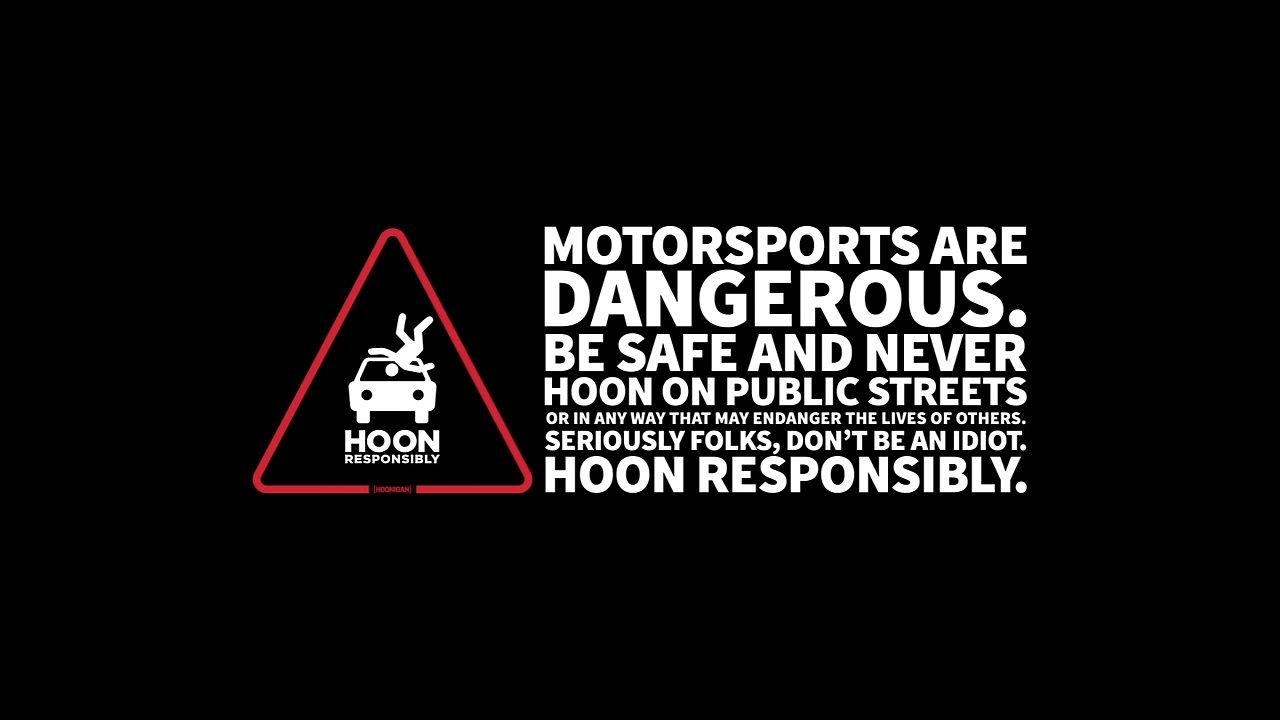 MOTORSPORTS ARE
DANGEROUS.
BE SAFE AND NEVER
HOON ON PUBLIC STREETS
OR IN ANY WAY THAT MAY ENDANGER THE LIVES OF OTHERS.
SERIOUSLY FOLKS, DON'T BE AN IDIOT.
HOON RESPONSIBLY.
HOON
RESPONSIBLY
[HOONIGAN]